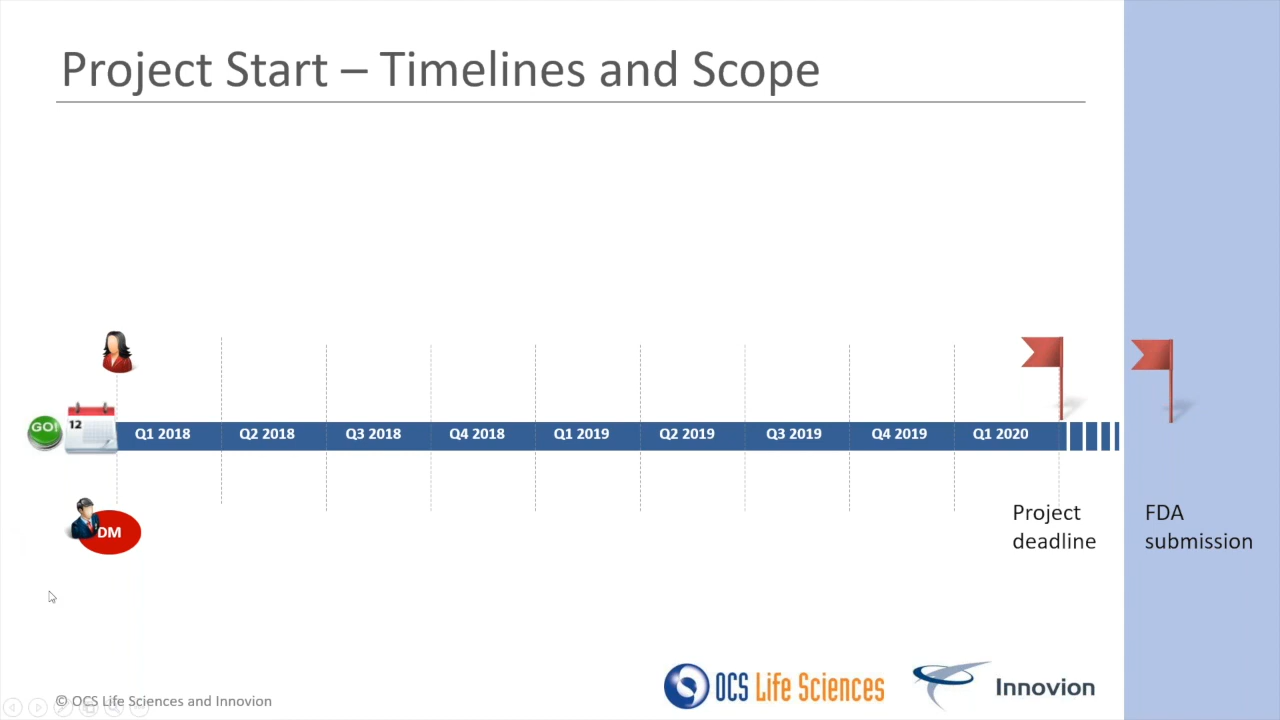 Project Start – Timelines and Scope
GO!
12
Q1 2018
Q2 2018
Q3 2018
Q4 2018
Q1 2019
Q2 2019
Q3 2019
Q4 2019
Q1 2020
DM
Project
deadline
FDA
submission
© OCS Life Sciences and Innovion
OCS Life Sciences
Innovion